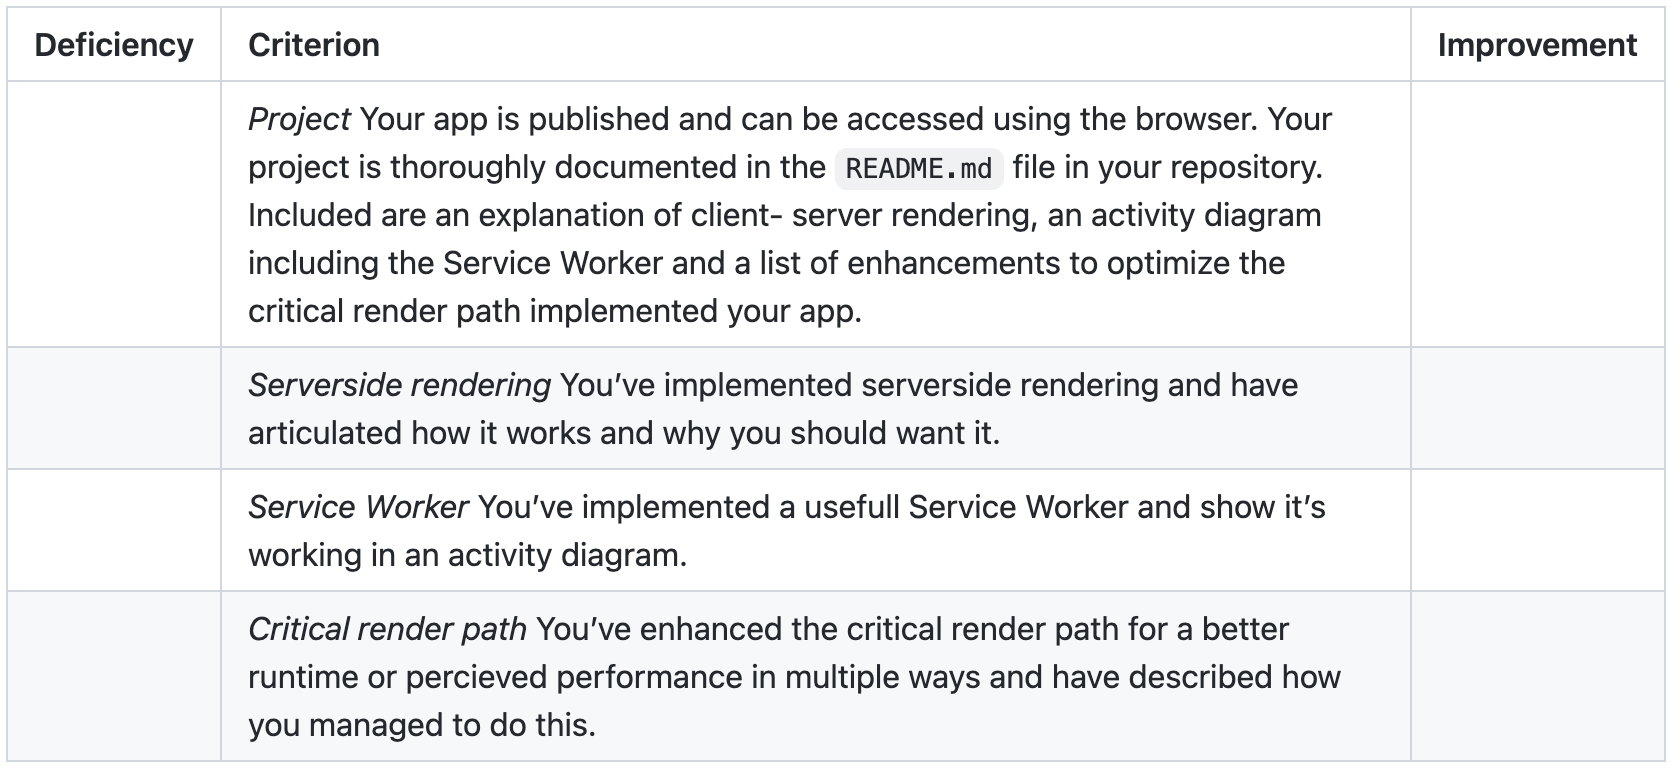 Deficiency Criterion Improvement
Project Your app is published and can be accessed using the browser. Your
project is thoroughly documented in the README.md file in your repository.
Included are an explanation of client- server rendering, an activity diagram
including the Service Worker and a list of enhancements to optimize the
critical render path implemented your app.
Serverside rendering You’ve implemented serverside rendering and have
articulated how it works and why you should want it.
Service Worker You’ve implemented a usefull Service Worker and show it’s
working in an activity diagram.
Critical render path You’ve enhanced the critical render path for a better
runtime or percieved performance in multiple ways and have described how
you managed to do this.